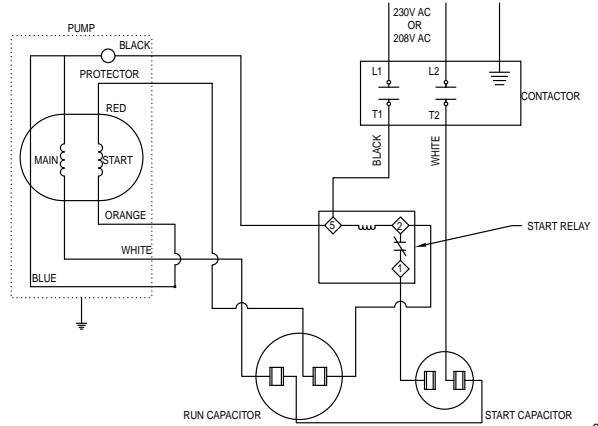 230V AC
OR
208V AC
PUMP
BLACK
PROTECTOR
L1
L2
CONTACTOR
T1
T2
RED
MAIN
START
BLACK
WHITE
ORANGE
5
2
START RELAY
WHITE
1
BLUE
RUN CAPACITOR
START CAPACITOR